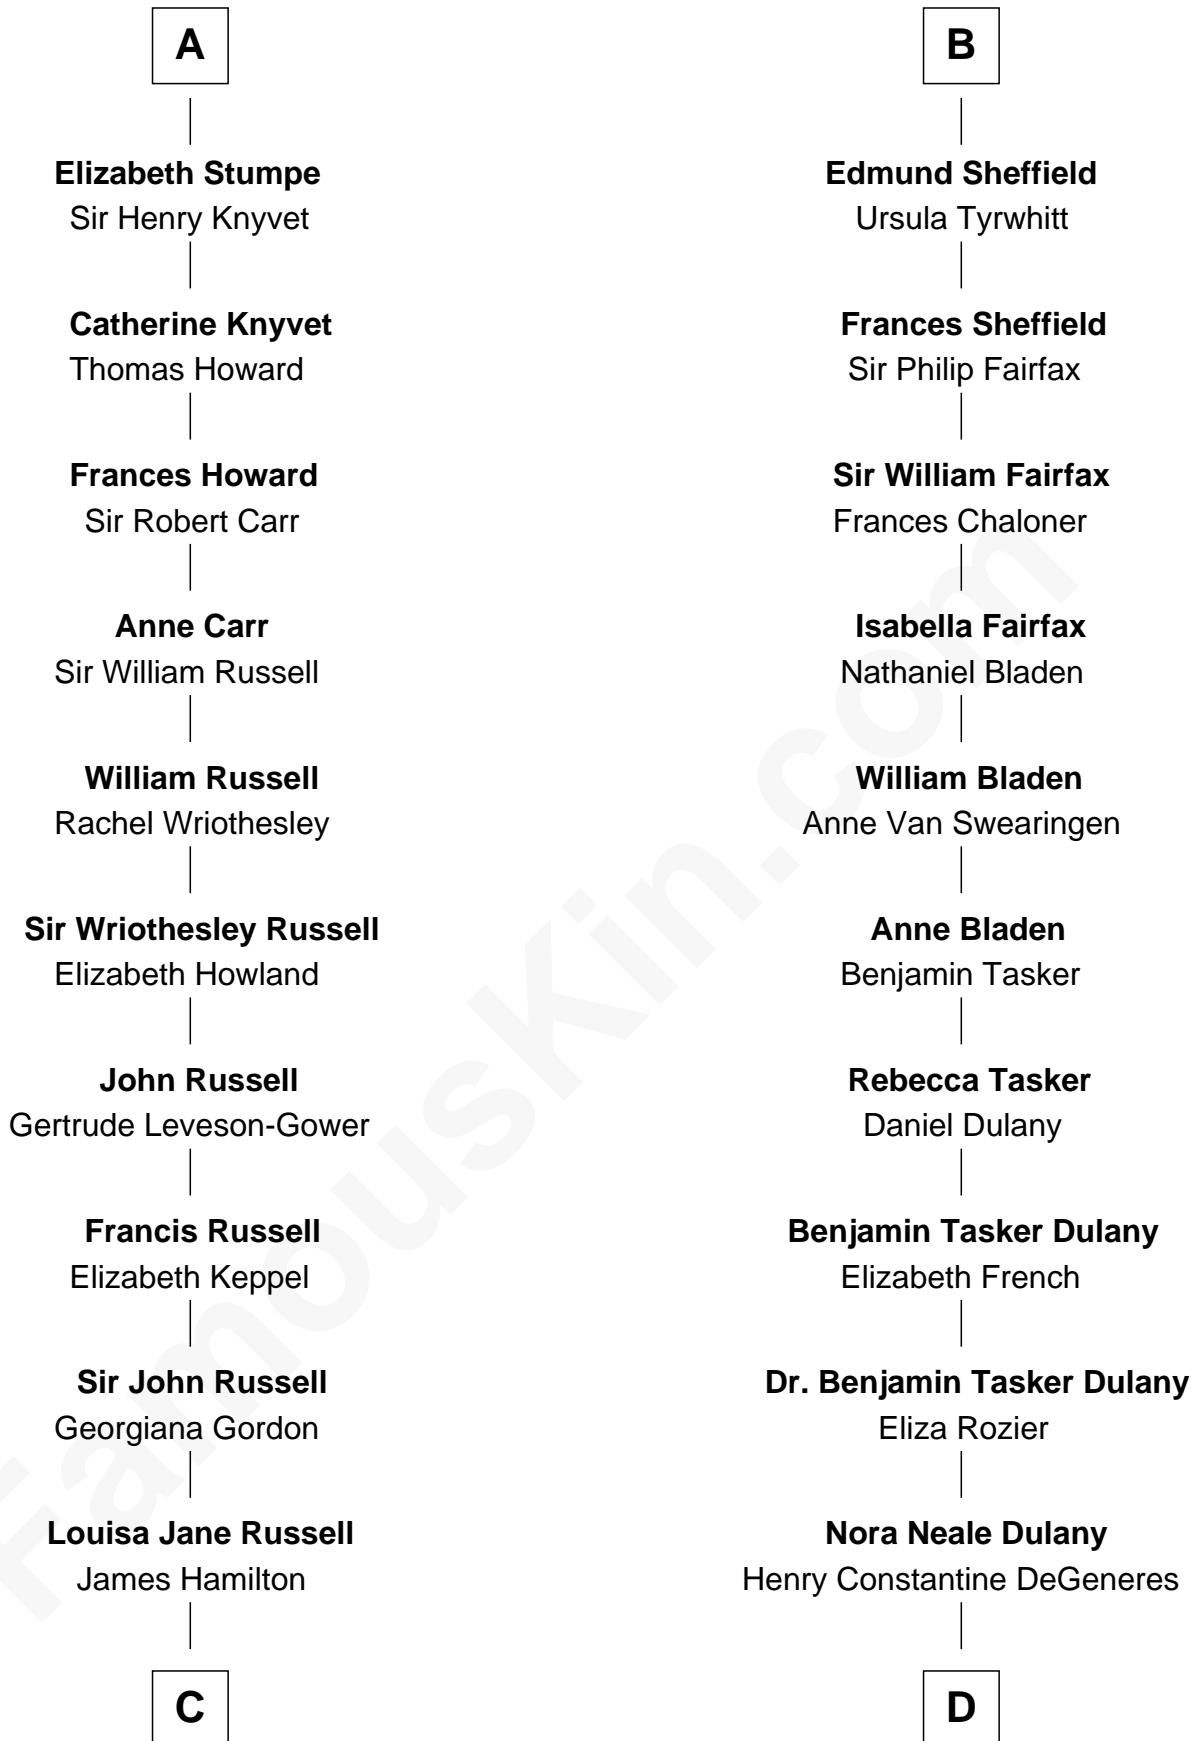 A
Elizabeth Stumpe
Sir Henry Knyvet
Catherine Knyvet
Thomas Howard
Frances Howard
Sir Robert Carr
Anne Carr
Sir William Russell
William Russell
Rachel Wriothesley
Sir Wriothesley Russell
Elizabeth Howland
John Russell
Gertrude Leveson-Gower
Francis Russell
Elizabeth Keppel
Sir John Russell
Georgiana Gordon
Louisa Jane Russell
James Hamilton
C
B
Edmund Sheffield
Ursula Tyrwhitt
Frances Sheffield
Sir Philip Fairfax
Sir William Fairfax
Frances Chaloner
Isabella Fairfax
Nathaniel Bladen
William Bladen
Anne Van Swearingen
Anne Bladen
Benjamin Tasker
Rebecca Tasker
Daniel Dulany
Benjamin Tasker Dulany
Elizabeth French
Dr. Benjamin Tasker Dulany
Eliza Rozier
Nora Neale Dulany
Henry Constantine DeGeneres
D
FamousKin.com